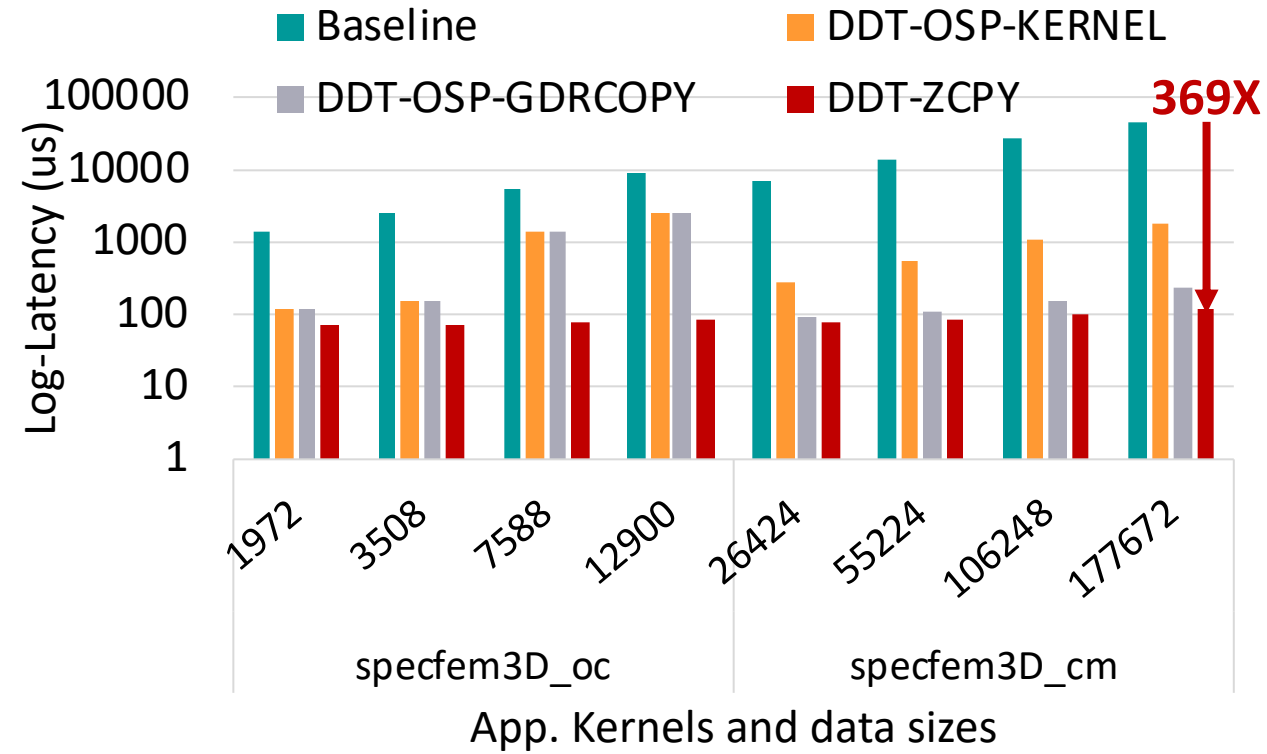 Baseline
DDT-OSP-KERNEL
DDT-OSP-GDRCOPY
DDT-ZCPY
369X
Log-Latency (us)
100000
10000
1000
100
10
1
1972
3508
7588
12900
26424
55224
106248
177672
specfem3D_oc
specfem3D_cm
App. Kernels and data sizes